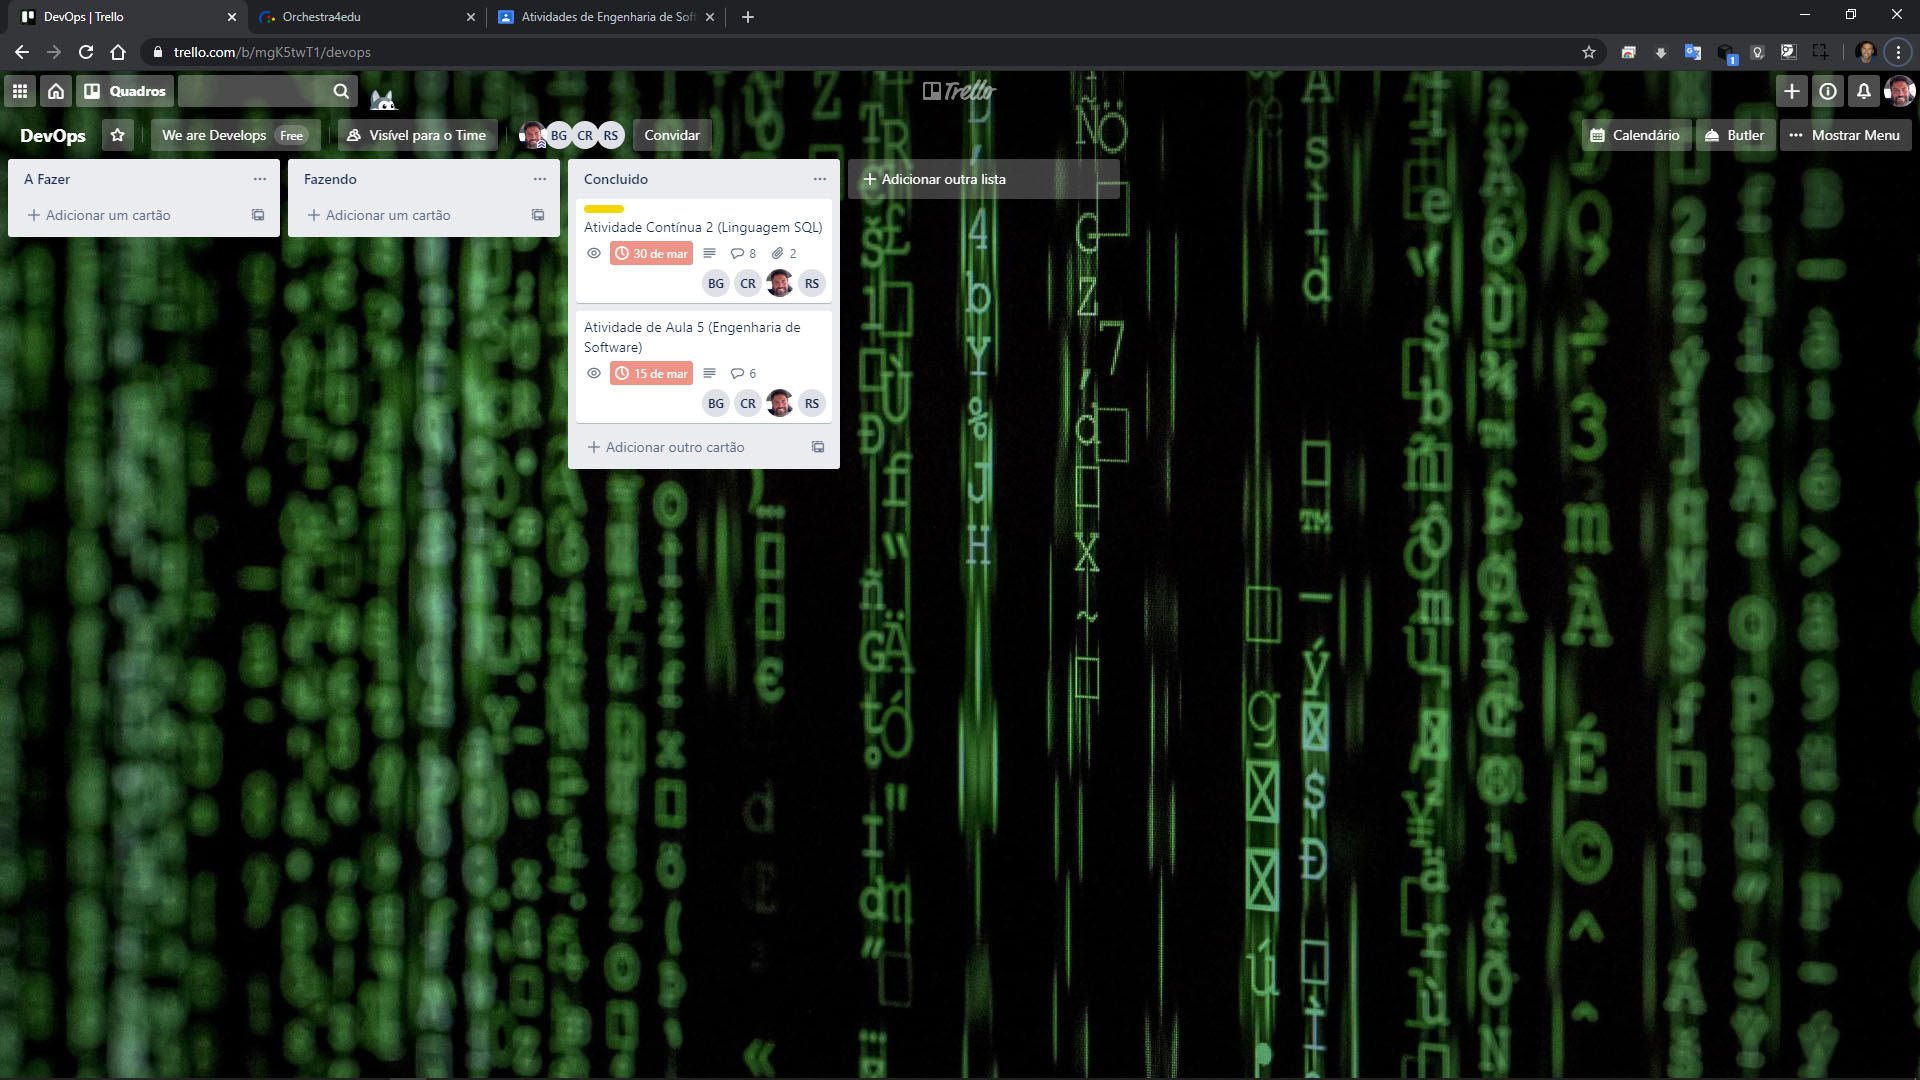 DevOps | Trello
Orchestra4edu
Atividades de Engenharia de Soft
trello.com/b/mgK5twT1/devops
1
Quadros
Trello
DevOps
We are Develops Free
Visível para o Time
BG CR RS
Convidar
Calendário
Butler
Mostrar Menu
A Fazer
Adicionar um cartão
Fazendo
Adicionar um cartão
Concluido
Atividade Contínua 2 (Linguagem SQL)
30 de mar 8 2
BG CR RS
Atividade de Aula 5 (Engenharia de
Software)
15 de mar 6
BG CR RS
Adicionar outro cartão
Adicionar outra lista